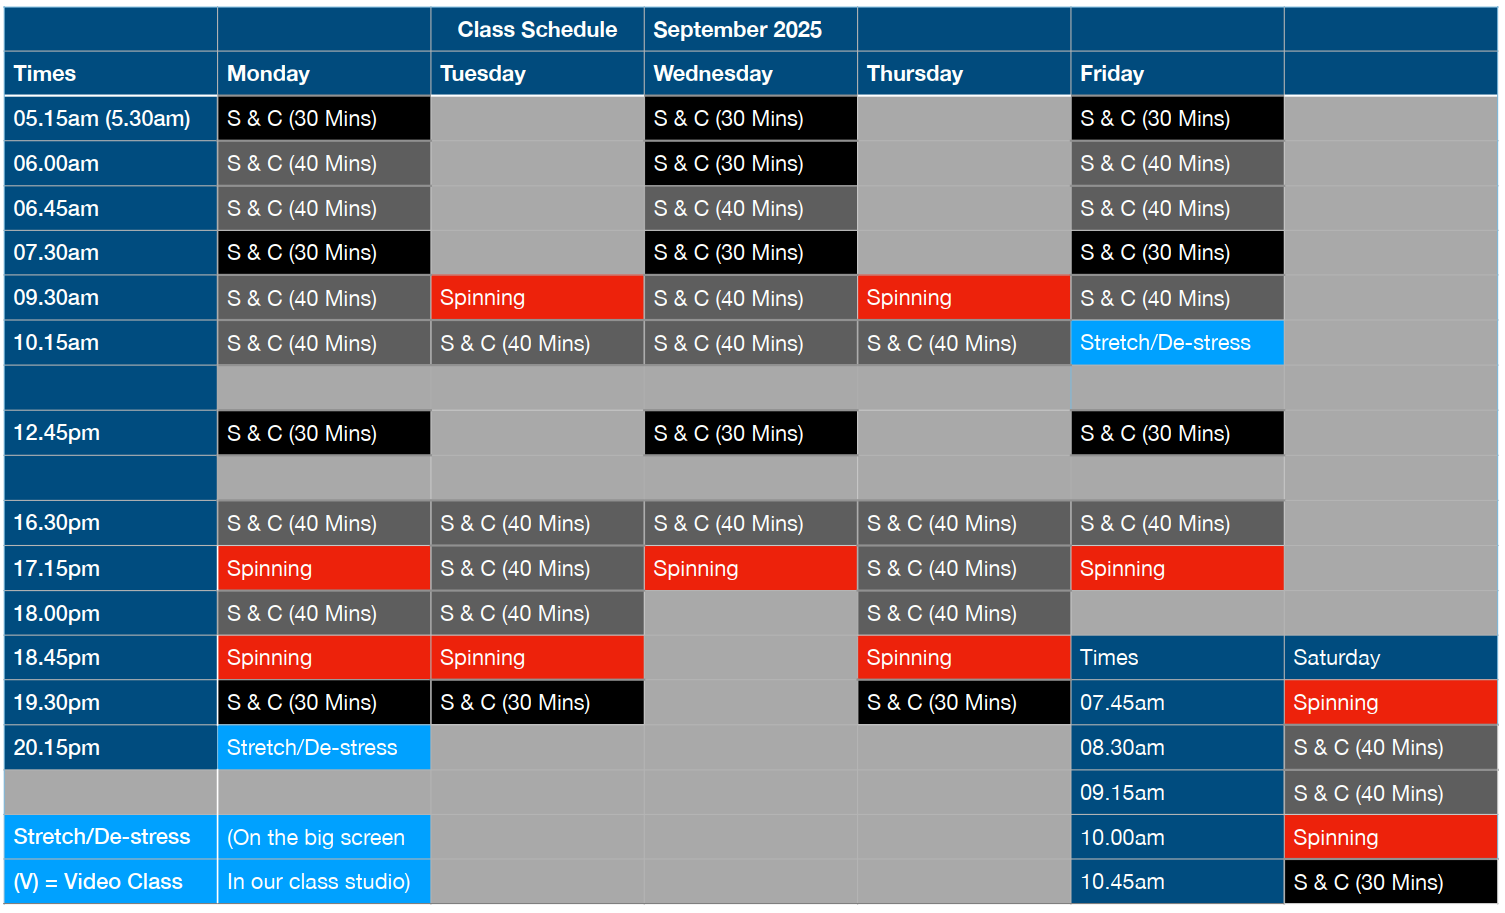 Class Schedule September 2025
Times Monday Tuesday Wednesday Thursday Friday
05.15am (5.30am) S & C (30 Mins) S & C (30 Mins) S & C (30 Mins)
06.00am S & C (40 Mins) S & C (30 Mins) S & C (40 Mins)
06.45am S & C (40 Mins) S & C (40 Mins) S & C (40 Mins)
07.30am S & C (30 Mins) S & C (30 Mins) S & C (30 Mins)
09.30am S & C (40 Mins) Spinning S & C (40 Mins) Spinning S & C (40 Mins)
10.15am S & C (40 Mins) S & C (40 Mins) S & C (40 Mins) S & C (40 Mins) Stretch/De-stress
12.45pm S & C (30 Mins) S & C (30 Mins) S & C (30 Mins)
16.30pm S & C (40 Mins) S & C (40 Mins) S & C (40 Mins) S & C (40 Mins) S & C (40 Mins)
17.15pm Spinning S & C (40 Mins) Spinning S & C (40 Mins) Spinning
18.00pm S & C (40 Mins) S & C (40 Mins) S & C (40 Mins)
18.45pm Spinning Spinning Spinning Times Saturday
19.30pm S & C (30 Mins) S & C (30 Mins) S & C (30 Mins) 07.45am Spinning
20.15pm Stretch/De-stress 08.30am S & C (40 Mins)
09.15am S & C (40 Mins)
Stretch/De-stress (On the big screen 10.00am Spinning
(V) = Video Class In our class studio) 10.45am S & C (30 Mins)